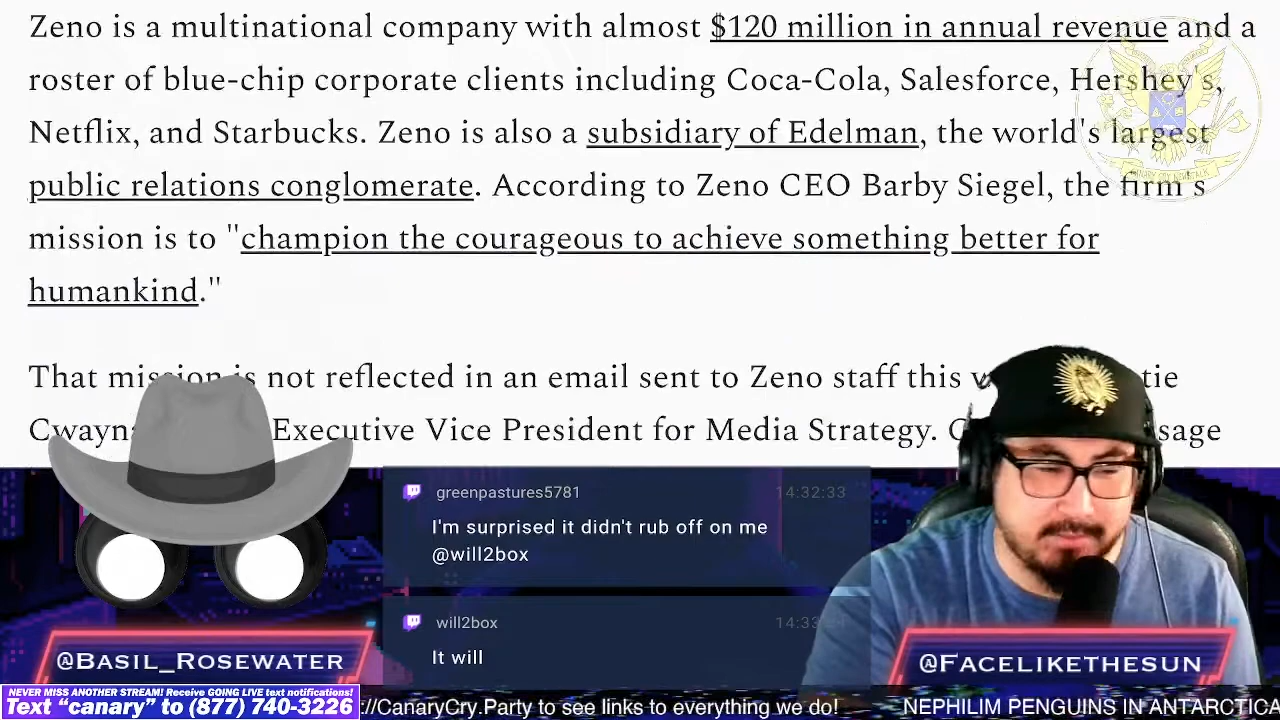 Zeno is a multinational company with almost $120 million in annual revenue and a
roster of blue-chip corporate clients including Coca-Cola, Salesforce, Hershey's,
Netflix, and Starbucks. Zeno is also a subsidiary of Edelman, the world's largest
public relations conglomerate. According to Zeno CEO Barby Siegel, the firm's
mission is to "champion the courageous to achieve something better for
humankind."
That mission is not reflected in an email sent to Zeno staff this
Executive Vice President for Media Strategy.
greenpastures5781 14:32:33
I'm surprised it didn't rub off on me
@will2box
will2box
It will
@BASIL_ROSEWATER
@FACELIKETHESUN
NEVER MISS ANOTHER STREAM! Receive GOING LIVE text notifications!
Text “canary” to (877) 740-3226
://CanaryCry.Party to see links to everything we do! NEPHILIM PENGUINS IN ANTARCTICA
CANARY CRY NEWSTALK